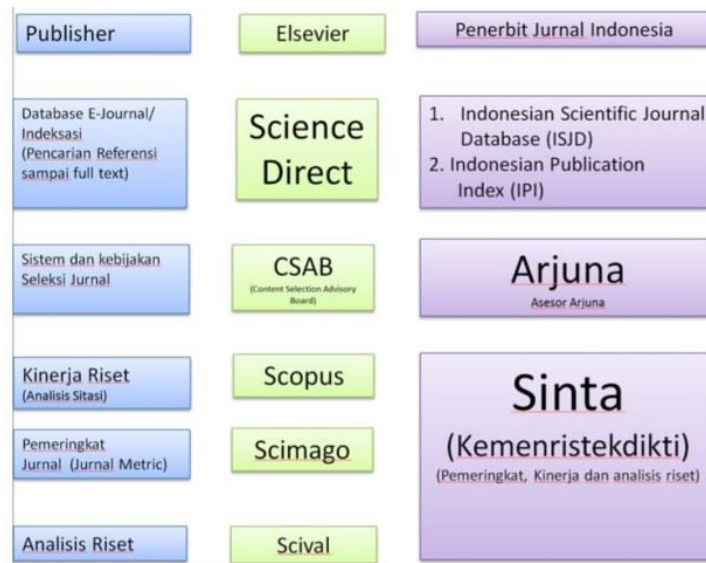 Publisher
Elsevier
Penerbit Jurnal Indonesia
Database E-Journal/
Indeksasi
(Pencarian Referensi
sampai full text)
Science
Direct
1. Indonesian Scientific Journal
Database (ISJD)
2. Indonesian Publication
Index (IPI)
Sistem dan kebijakan
Seleksi Jurnal
CSAB
(Content Selection Advisory
Board)
Arjuna
Asesor Arjuna
Kinerja Riset
(Analisis Sitasi)
Scopus
Sinta
(Kemenristekdikti)
(Pemeringkat, Kinerja dan analisis riset)
Pemeringkat
Jurnal (Jurnal Metric)
Scimago
Analisis Riset
Scival